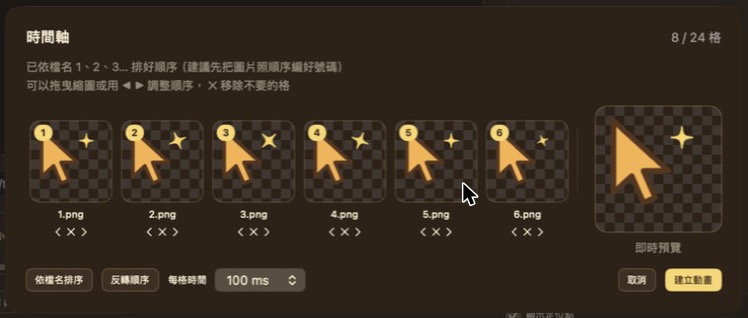 時間軸
8 / 24 格
已依檔名 1、2、3… 排好順序（建議先把圖片照順序編好號碼）
可以拖曳縮圖或用 ◀ ▶ 調整順序，✕ 移除不要的格
1 2 3 4 5 6
1.png 2.png 3.png 4.png 5.png 6.png
即時預覽
依檔名排序 反轉順序 每格時間 100 ms 取消 建立動畫